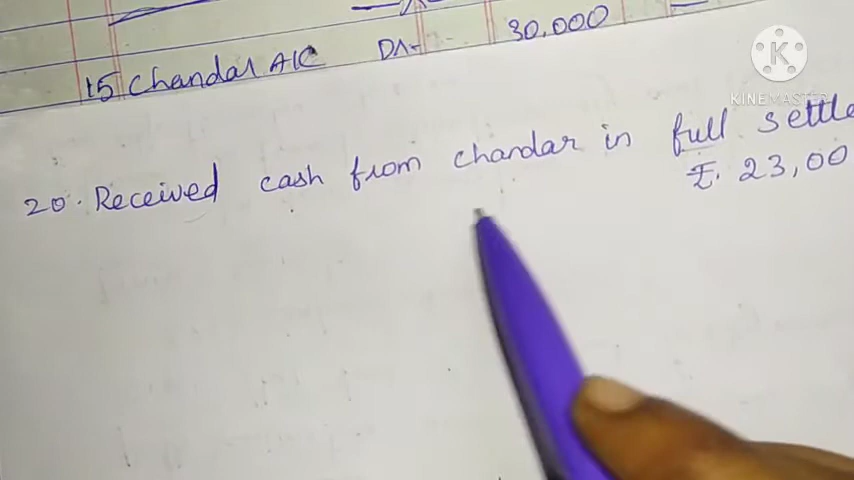 15 Chandar A/C Dr 30,000
KINEMASTER
20. Received cash from chandar in full settle
₹. 23,00